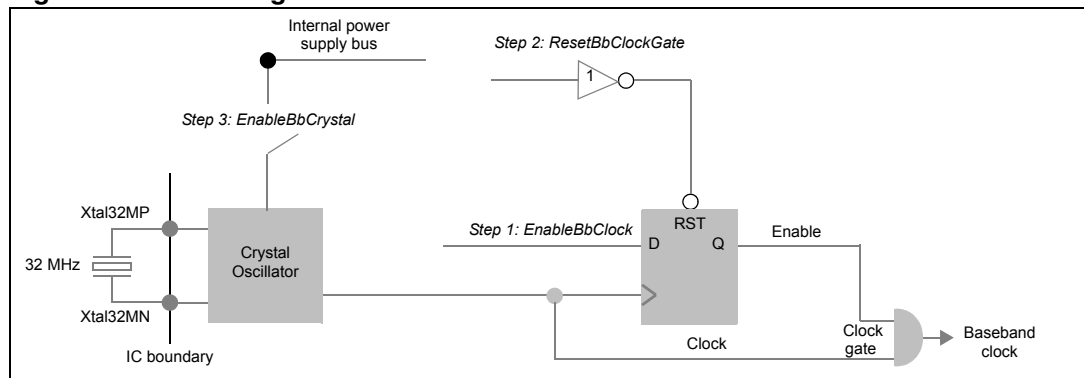 Internal power
supply bus
Step 2: ResetBbClockGate
1
Step 3: EnableBbCrystal
Xtal32MP
RST
Step 1: EnableBbClock
D
Q
Enable
Crystal
Oscillator
32 MHz
Xtal32MN
Clock
gate
Baseband
clock
Clock
IC boundary